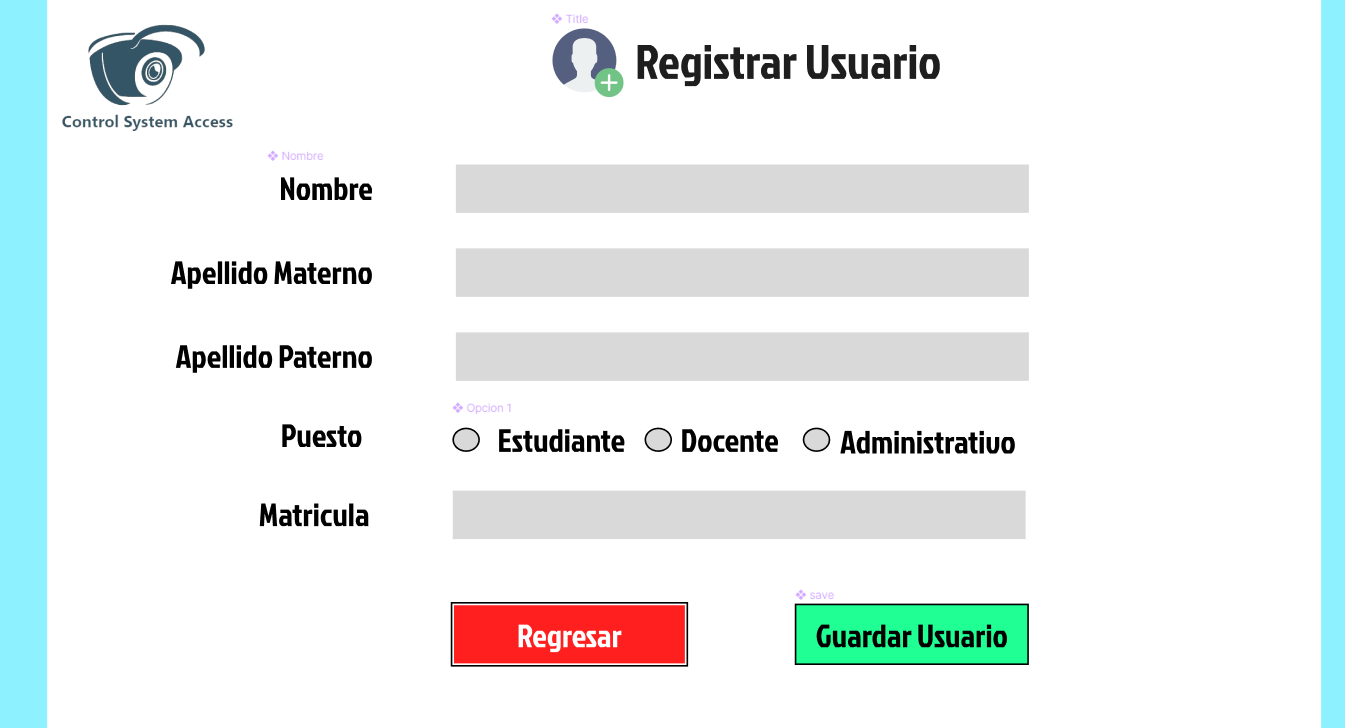 Title
Registrar Usuario
Control System Access
Nombre
Nombre
Apellido Materno
Apellido Paterno
Opcion 1
Puesto
Estudiante
Docente
Administrativo
Matricula
save
Regresar
Guardar Usuario